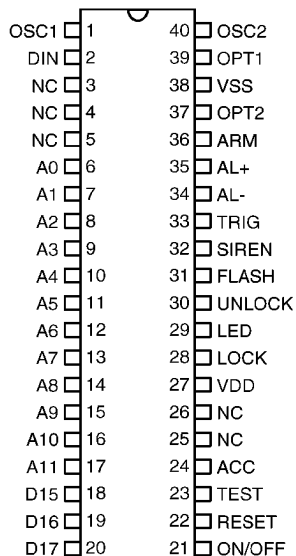 OSC1 1 40 OSC2
DIN 2 39 OPT1
NC 3 38 VSS
NC 4 37 OPT2
NC 5 36 ARM
A0 6 35 AL+
A1 7 34 AL-
A2 8 33 TRIG
A3 9 32 SIREN
A4 10 31 FLASH
A5 11 30 UNLOCK
A6 12 29 LED
A7 13 28 LOCK
A8 14 27 VDD
A9 15 26 NC
A10 16 25 NC
A11 17 24 ACC
D15 18 23 TEST
D16 19 22 RESET
D17 20 21 ON/OFF